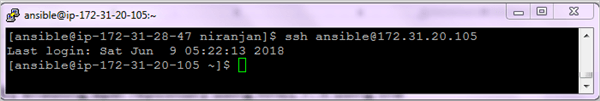 ansible@ip-172-31-20-105:~
[ansible@ip-172-31-28-47 niranjan]$ ssh ansible@172.31.20.105
Last login: Sat Jun  9 05:22:13 2018
[ansible@ip-172-31-20-105 ~]$